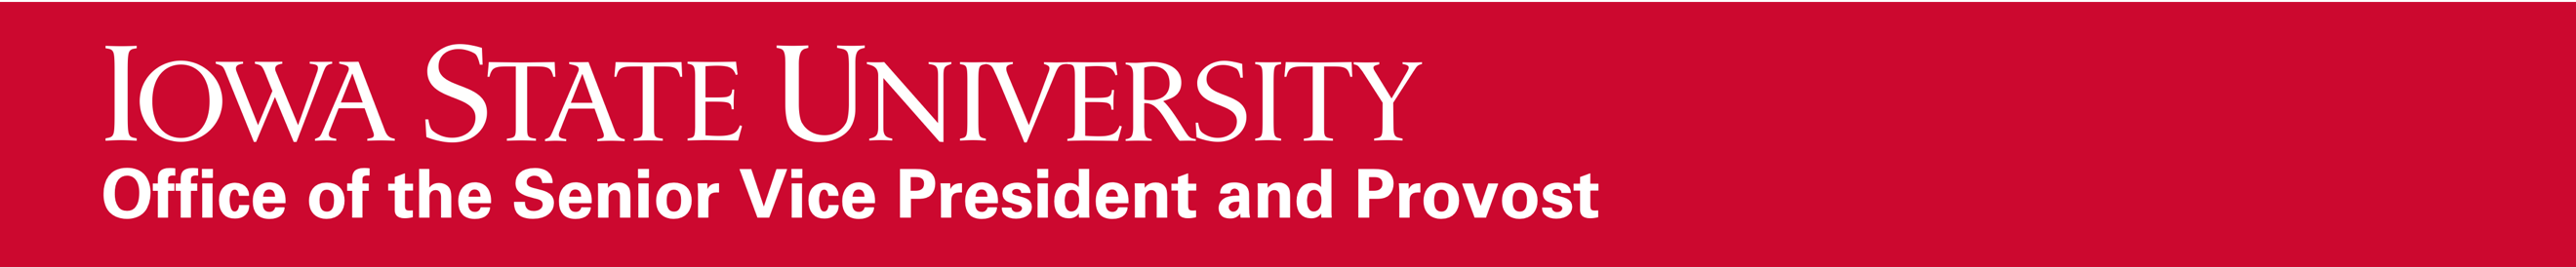 IOWA STATE UNIVERSITY
Office of the Senior Vice President and Provost